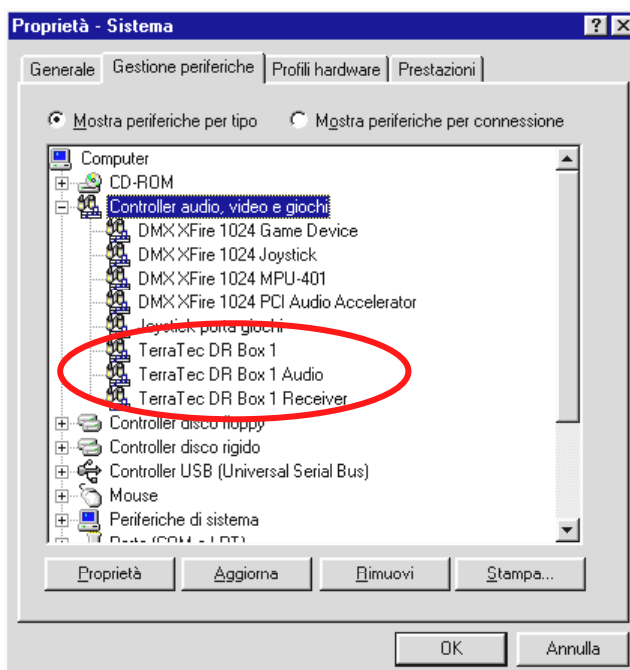 Proprietà - Sistema
Generale Gestione periferiche Profili hardware Prestazioni
Mostra periferiche per tipo Mostra periferiche per connessione
Computer
CD-ROM
Controller audio, video e giochi
DMX XFire 1024 Game Device
DMX XFire 1024 Joystick
DMX XFire 1024 MPU-401
DMX XFire 1024 PCI Audio Accelerator
Joystick porta giochi
TerraTec DR Box 1
TerraTec DR Box 1 Audio
TerraTec DR Box 1 Receiver
Controller disco floppy
Controller disco rigido
Controller USB (Universal Serial Bus)
Mouse
Periferiche di sistema
Porte (COM e LPT)
Proprietà Aggiorna Rimuovi Stampa...
OK Annulla